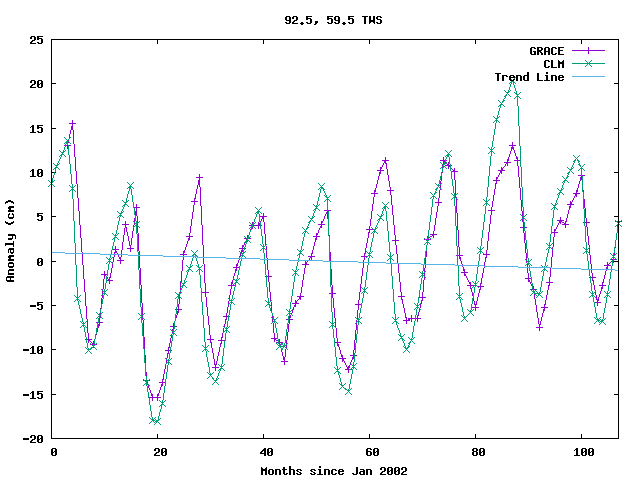 92.5, 59.5 TWS
GRACE
CLM
Trend Line
Anomaly (cm)
25
20
15
10
5
0
-5
-10
-15
-20
0 20 40 60 80 100
Months since Jan 2002